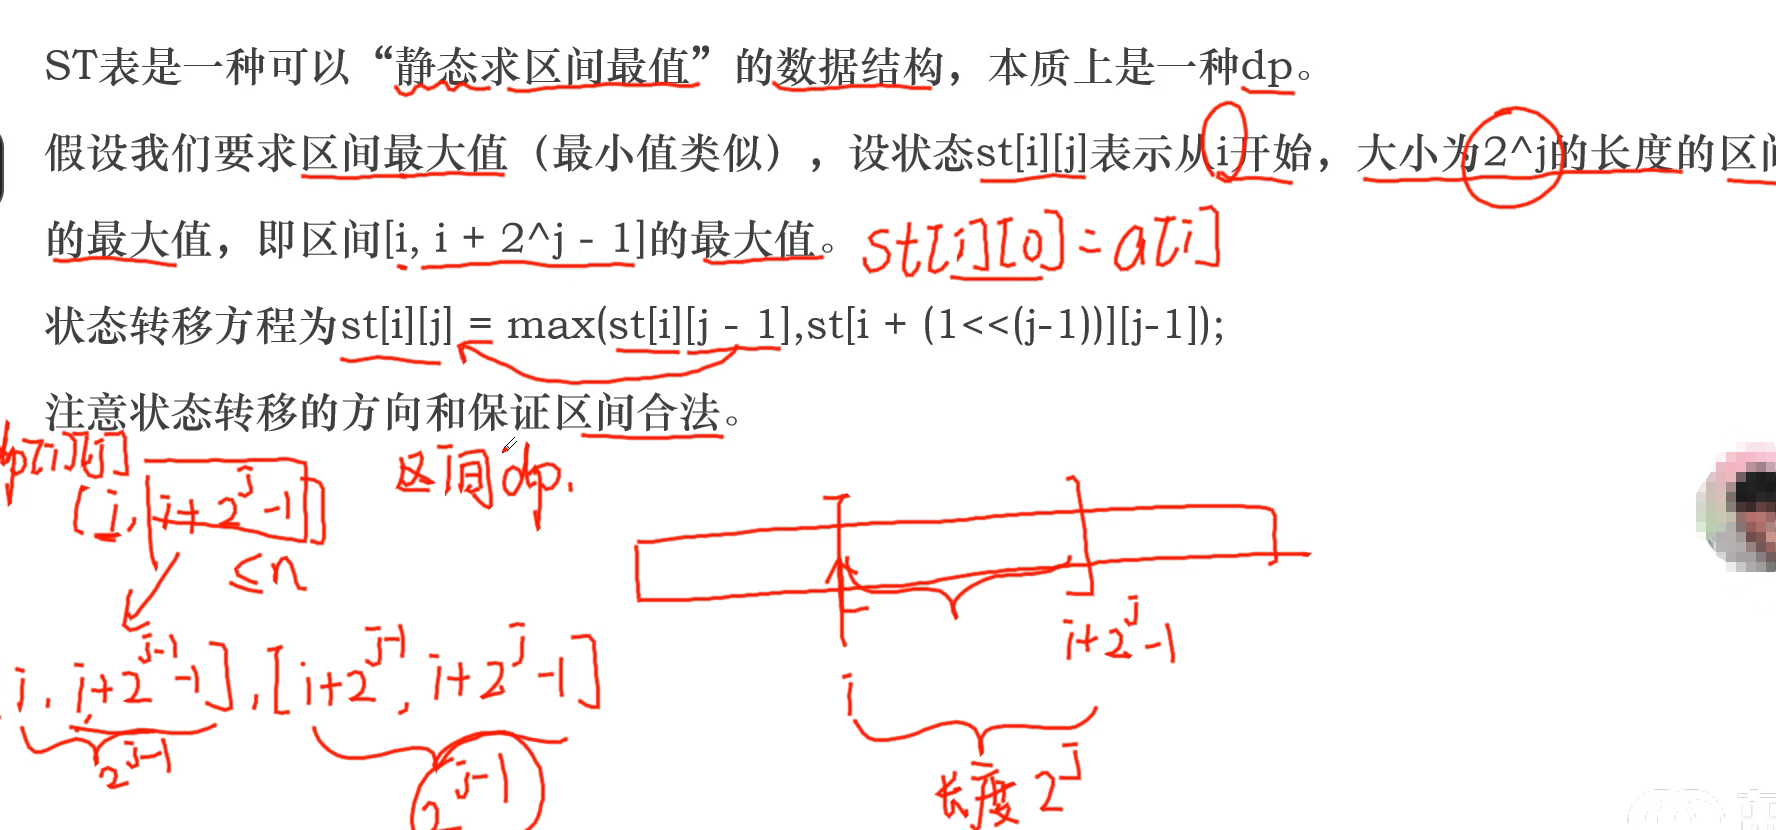 ST表是一种可以“静态求区间最值”的数据结构，本质上是一种dp。
假设我们要求区间最大值（最小值类似），设状态st[i][j]表示从i开始，大小为2^j的长度的区间
的最大值，即区间[i, i + 2^j - 1]的最大值。 st[i][0]=a[i]
状态转移方程为st[i][j] = max(st[i][j - 1],st[i + (1<<(j-1))][j-1]);
注意状态转移的方向和保证区间合法。
dp[i][j]
区间dp.
[i, i+2^j-1]
≤n
i+2^j-1
i, i+2^{j-1}-1], [i+2^{j-1}, i+2^j-1]
i
2^{j-1}
2^{j-1}
长度 2^j